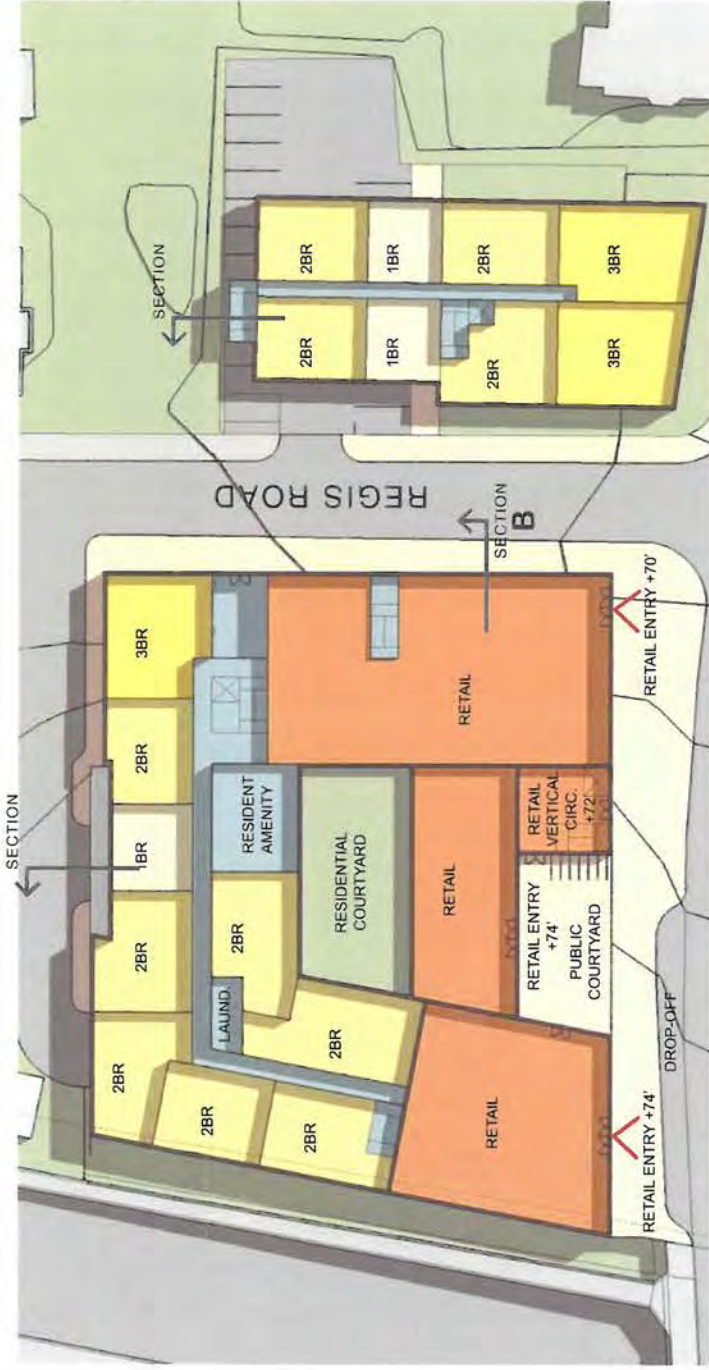 SECTION
SECTION
2BR
2BR
1BR
2BR
3BR
2BR
2BR
2BR
2BR
LAUND.
2BR
RESIDENT
AMENITY
RESIDENTIAL
COURTYARD
RETAIL
RETAIL
RETAIL
RETAIL ENTRY
+74'
PUBLIC
COURTYARD
RETAIL
VERTICAL
CIRC.
+72'
RETAIL ENTRY +74'
DROP-OFF
RETAIL ENTRY +70'
REGIS ROAD
SECTION
B
2BR
2BR
1BR
1BR
2BR
2BR
3BR
3BR